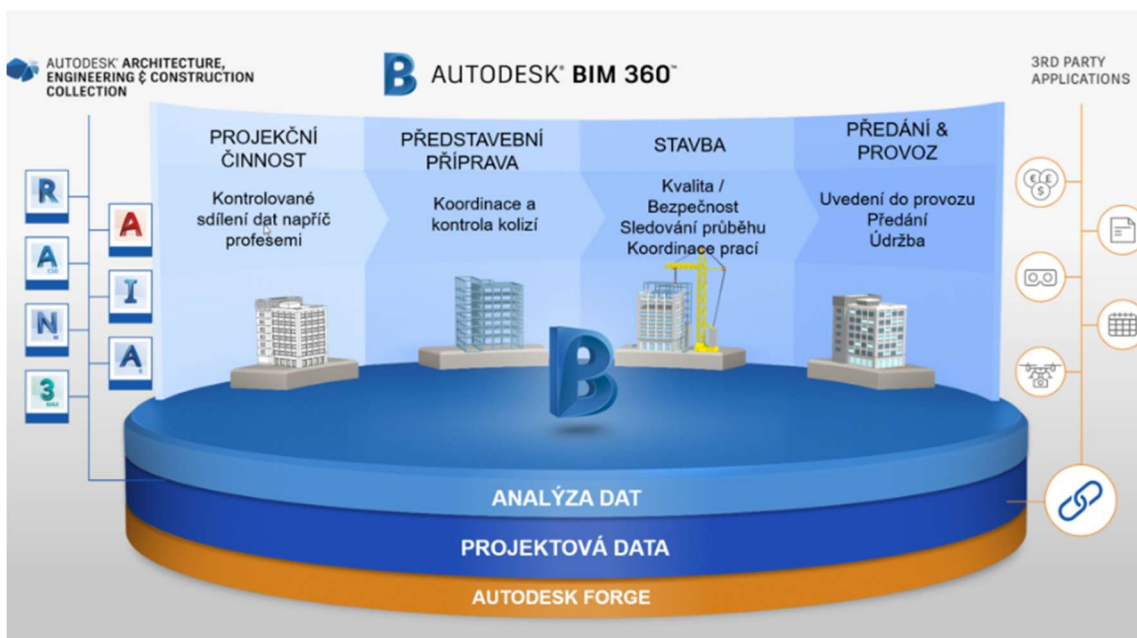 AUTODESK® ARCHITECTURE,
ENGINEERING & CONSTRUCTION
COLLECTION
AUTODESK® BIM 360™
3RD PARTY
APPLICATIONS
PROJEKČNÍ
ČINNOST
Kontrolované
sdílení dat napříč
profesemi
PŘEDSTAVEBNÍ
PŘÍPRAVA
Koordinace a
kontrola kolizí
STAVBA
Kvalita /
Bezpečnost
Sledování průběhu
Koordinace prací
PŘEDÁNÍ &
PROVOZ
Uvedení do provozu
Předání
Údržba
R
A
A
C3D
I
N
A
3
MAX
€ £
$
B
ANALÝZA DAT
PROJEKTOVÁ DATA
AUTODESK FORGE